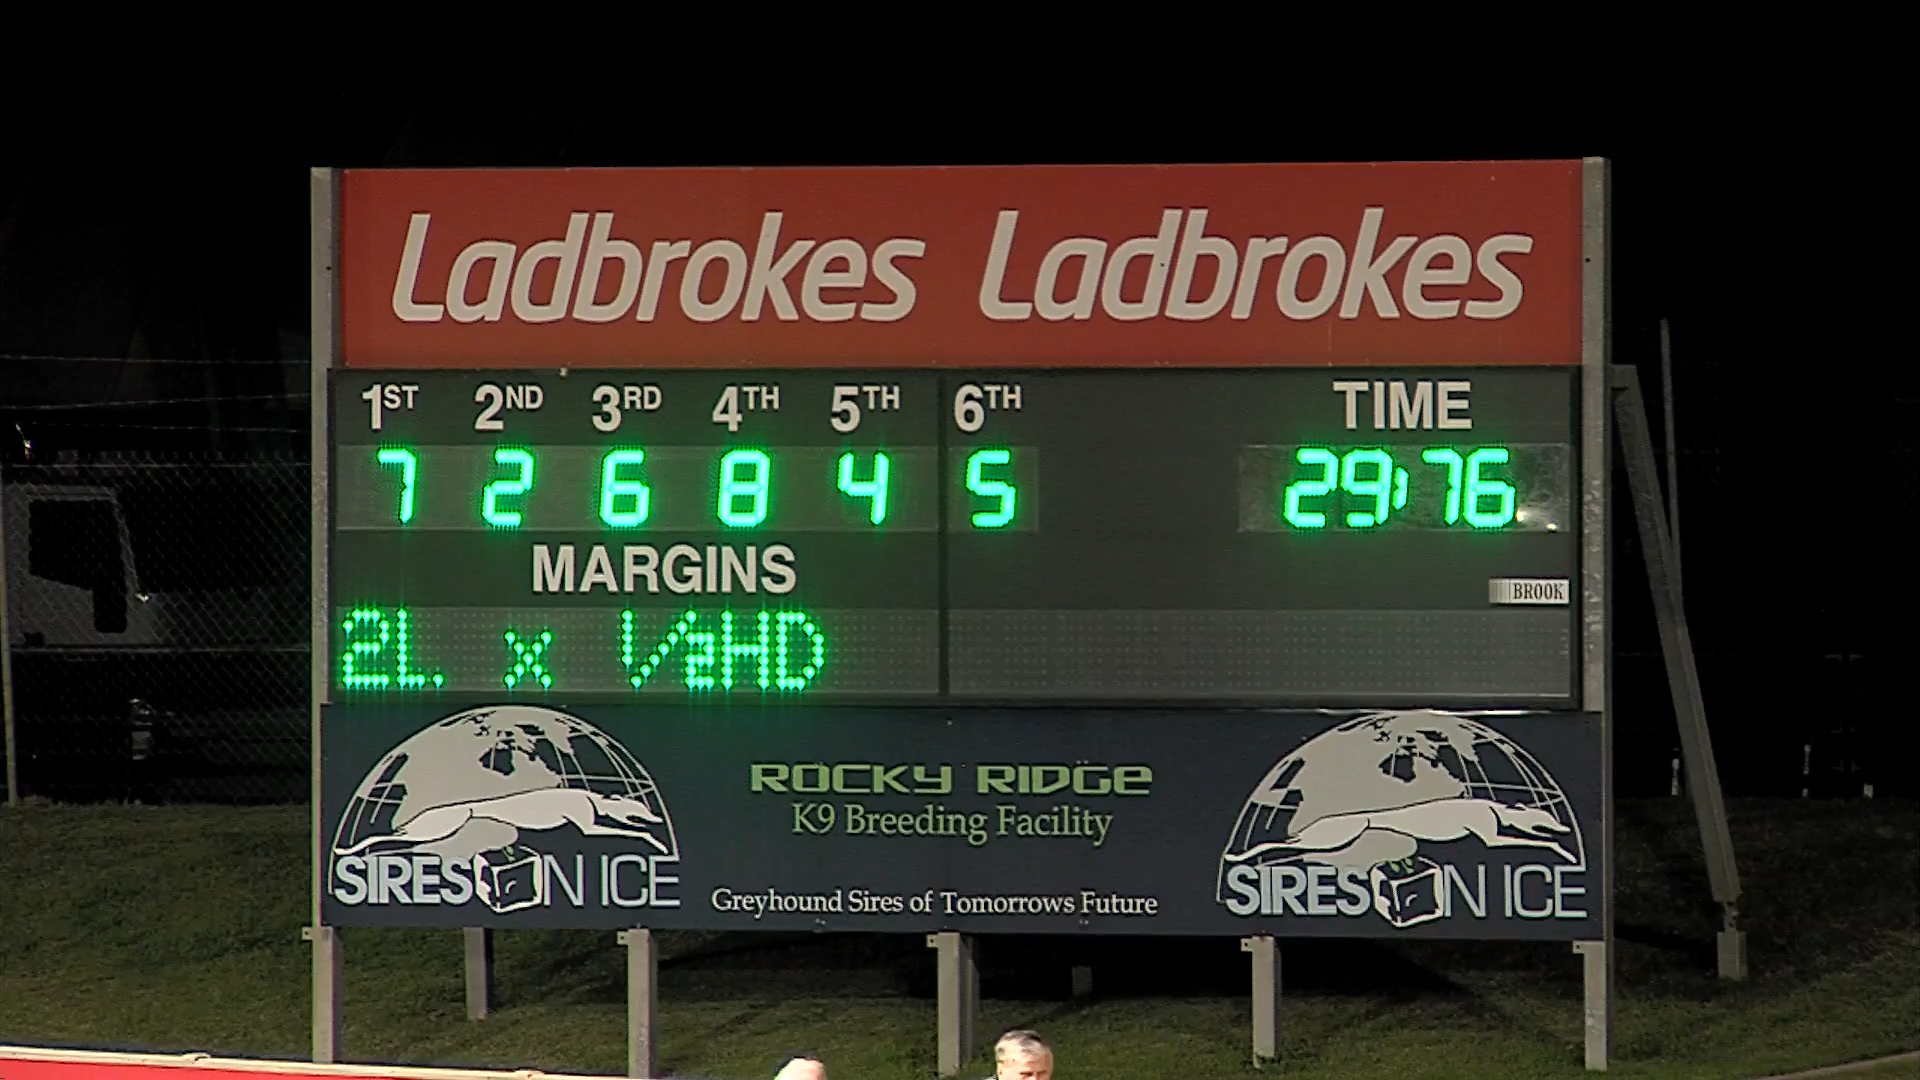 Ladbrokes Ladbrokes
1ST 2ND 3RD 4TH 5TH 6TH TIME
7 2 6 8 4 5 29:76
MARGINS
BROOK
2L. x 1/2HD
ROCKY RIDGE
K9 Breeding Facility
SIRES ON ICE
Greyhound Sires of Tomorrows Future
SIRES ON ICE